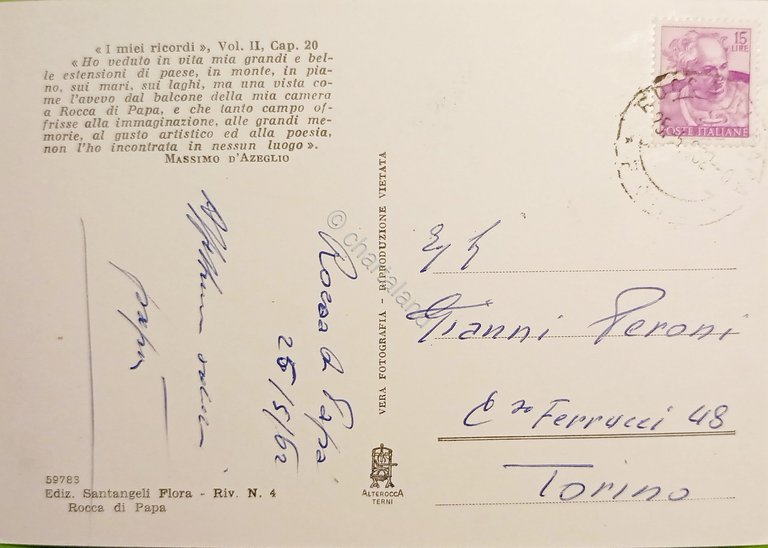 « I miei ricordi », Vol. II, Cap. 20
« Ho veduto in vita mia grandi e bel-
le estensioni di paese, in monte, in pia-
no, sui mari, sui laghi, ma una vista co-
me l'avevo dal balcone della mia camera
a Rocca di Papa, e che tanto campo of-
frisse alla immaginazione, alle grandi me-
morie, al gusto artistico ed alla poesia,
non l'ho incontrata in nessun luogo ».
MASSIMO D'AZEGLIO
15
LIRE
POSTE ITALIANE
Rocca di Papa
25/5/62
VERA FOTOGRAFIA - RIPRODUZIONE VIETATA
© chartaland
Gianni Peroni
C so Ferrucci 48
Torino
59783
Ediz. Santangeli Flora - Riv. N. 4
Rocca di Papa
ALTEROCCA
TERNI